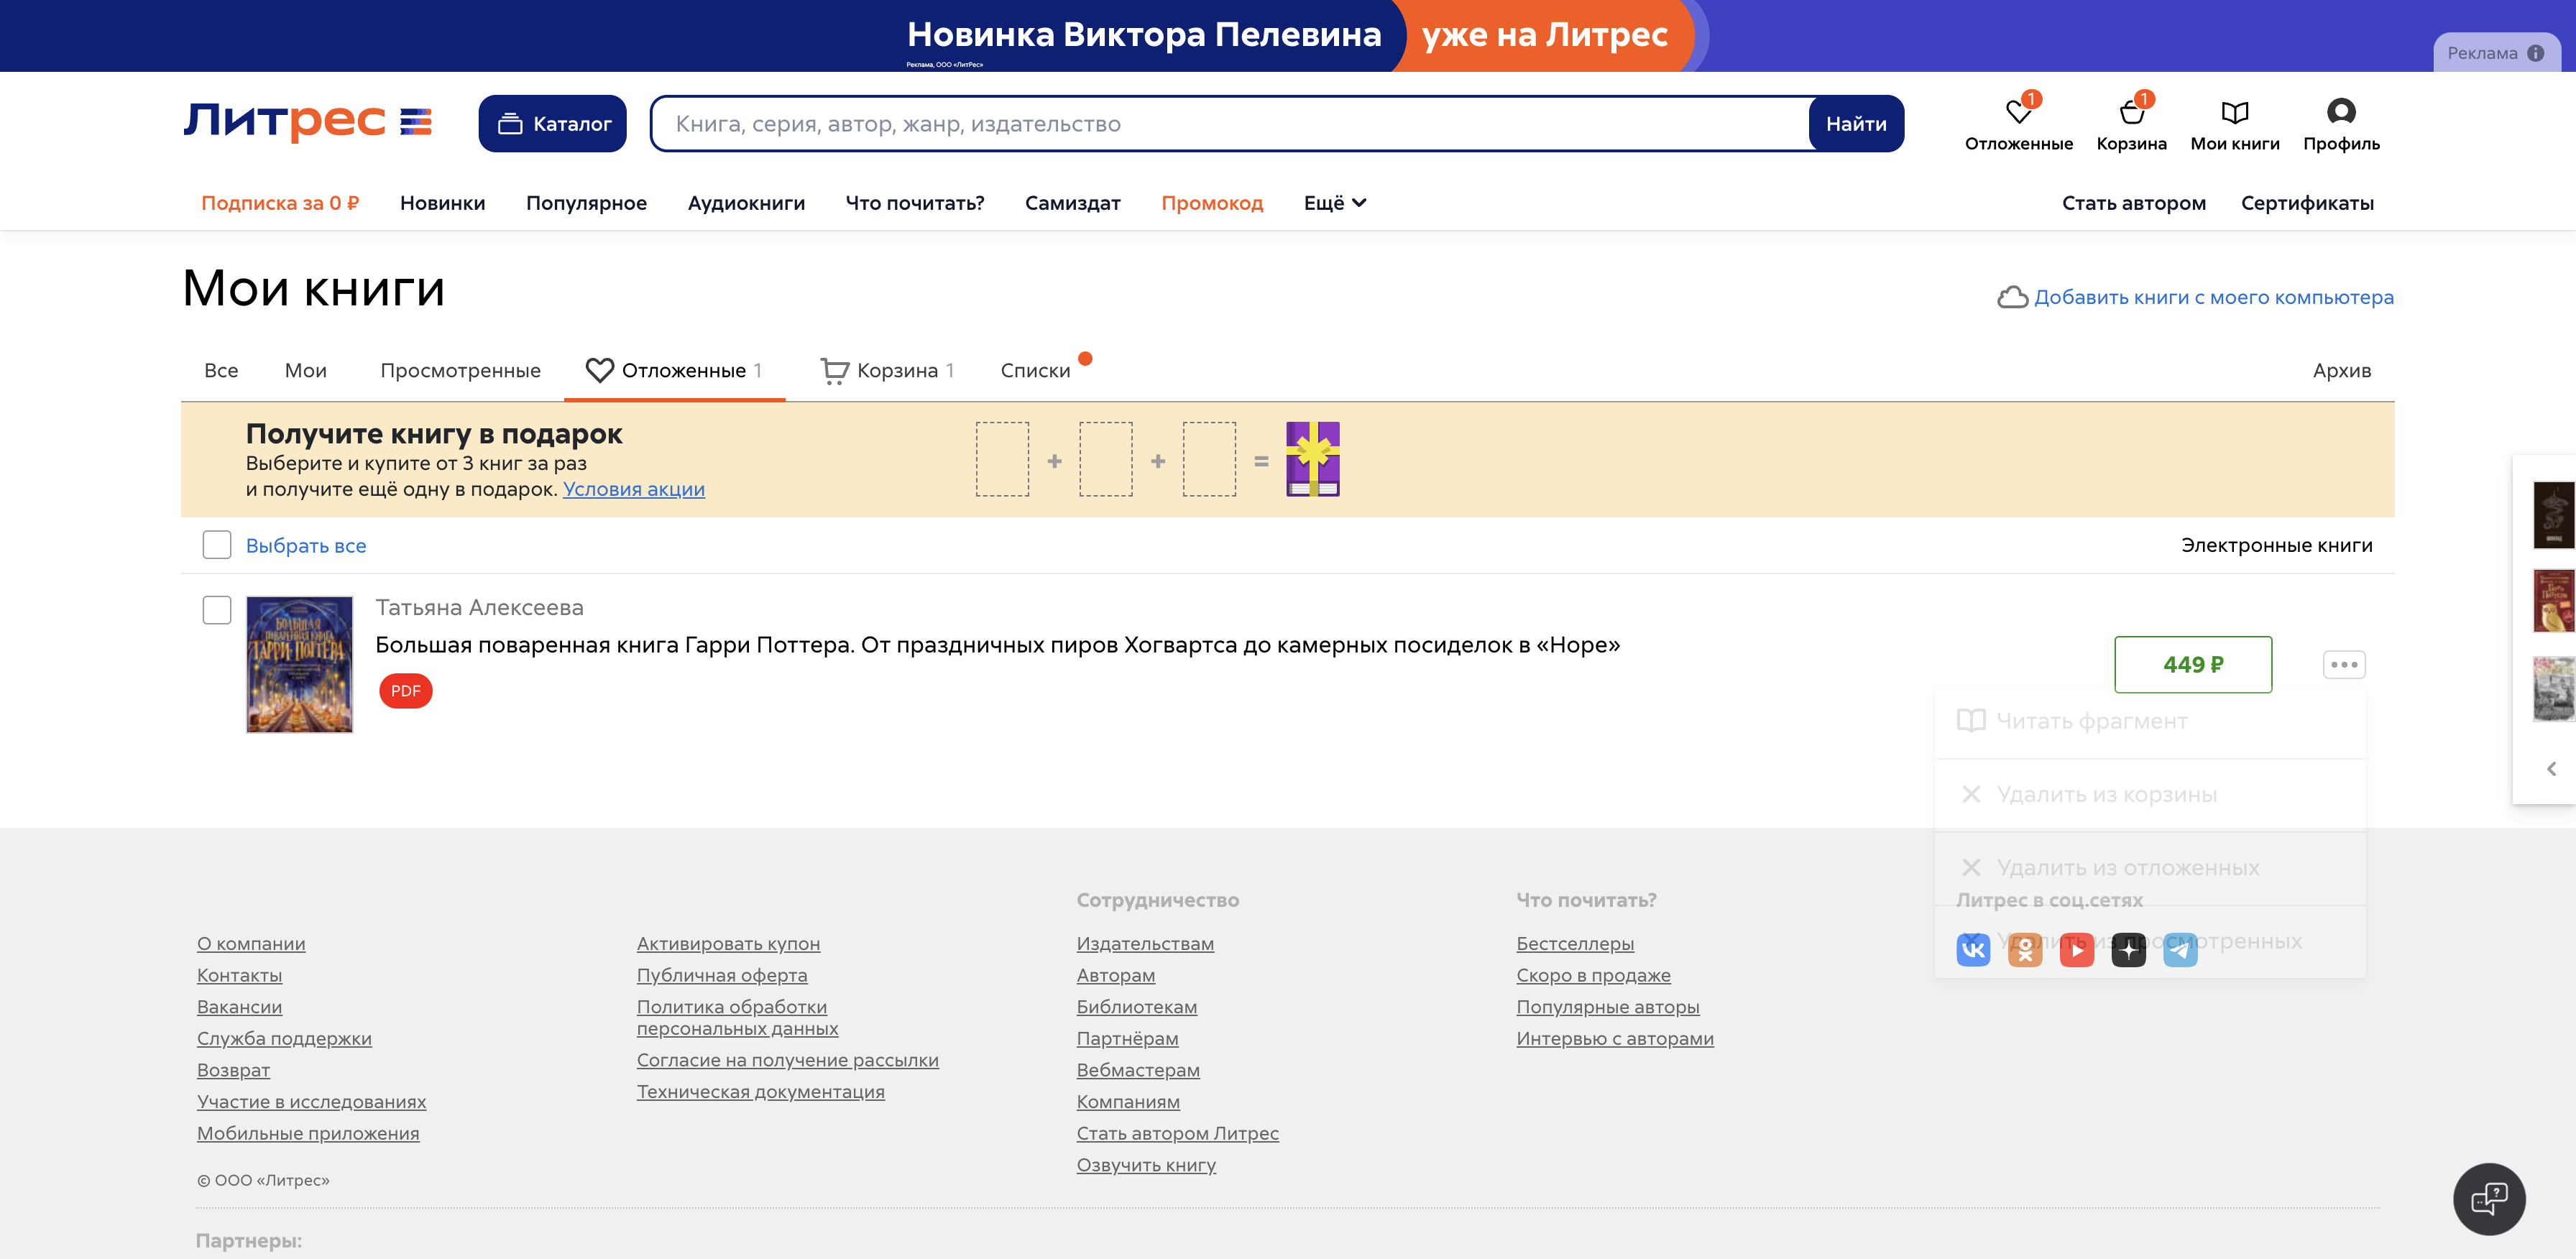 Новинка Виктора Пелевина уже на Литрес
Реклама, ООО «ЛитРес»
Реклама
Литрес
Каталог
Книга, серия, автор, жанр, издательство
Найти
1
Отложенные
1
Корзина
Мои книги
Профиль
Подписка за 0 ₽ Новинки Популярное Аудиокниги Что почитать? Самиздат Промокод Ещё Стать автором Сертификаты
Мои книги
Добавить книги с моего компьютера
Все Мои Просмотренные Отложенные 1 Корзина 1 Списки Архив
Получите книгу в подарок
Выберите и купите от 3 книг за раз
и получите ещё одну в подарок. Условия акции
+ + =
Выбрать все
Электронные книги
Татьяна Алексеева
Большая поваренная книга Гарри Поттера. От праздничных пиров Хогвартса до камерных посиделок в «Норе»
PDF
БОЛЬШАЯ
ПОВАРЕННАЯ КНИГА
ГАРРИ ПОТТЕРА
449 ₽
Читать фрагмент
Удалить из корзины
Удалить из отложенных
Удалить из просмотренных
О компании
Контакты
Вакансии
Служба поддержки
Возврат
Участие в исследованиях
Мобильные приложения
© ООО «Литрес»
Активировать купон
Публичная оферта
Политика обработки
персональных данных
Согласие на получение рассылки
Техническая документация
Сотрудничество
Издательствам
Авторам
Библиотекам
Партнёрам
Вебмастерам
Компаниям
Стать автором Литрес
Озвучить книгу
Что почитать?
Бестселлеры
Скоро в продаже
Популярные авторы
Интервью с авторами
Литрес в соц.сетях
Партнеры: